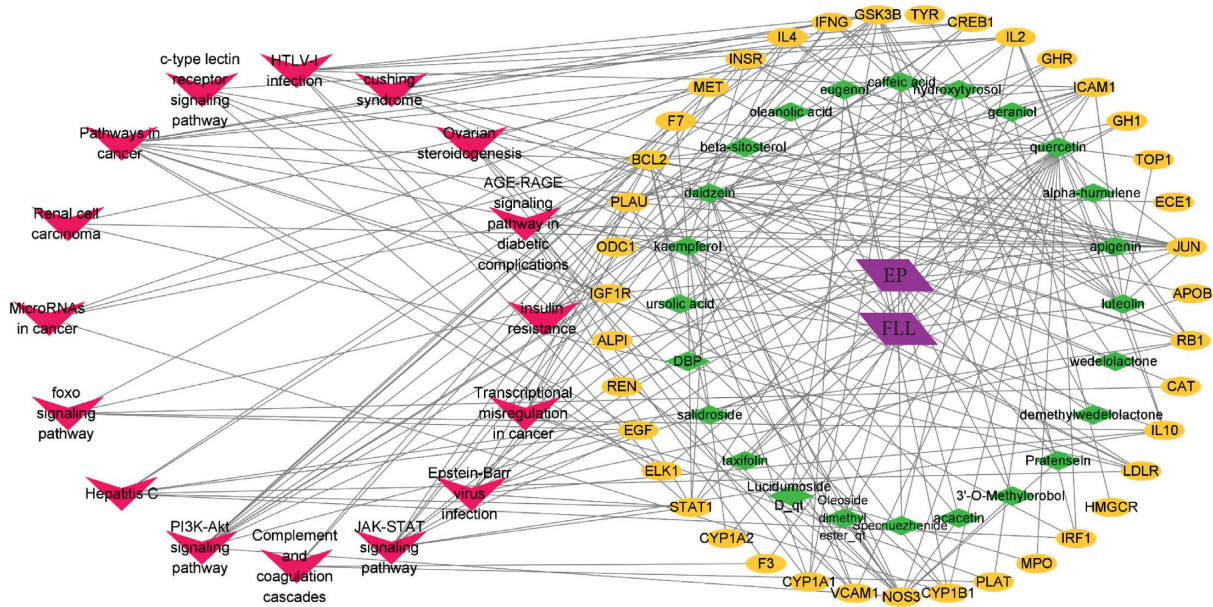 c-type lectin
receptor
signaling
pathway
HTLV-I
infection
cushing
syndrome
Pathways in
cancer
Ovarian
steroidogenesis
Renal cell
carcinoma
AGE-RAGE
signaling
pathway in
diabetic
complications
MicroRNAs
in cancer
insulin
resistance
foxo
signaling
pathway
Transcriptional
misregulation
in cancer
Hepatitis C
Epstein-Barr
virus
infection
PI3K-Akt
signaling
pathway
Complement
and
coagulation
cascades
JAK-STAT
signaling
pathway
GSK3B
TYR
CREB1
IL2
GHR
ICAM1
GH1
TOP1
ECE1
JUN
APOB
RB1
CAT
IL10
LDLR
HMGCR
IRF1
MPO
PLAT
CYP1B1
NOS3
VCAM1
CYP1A1
F3
CYP1A2
STAT1
ELK1
EGF
REN
ALPI
IGF1R
ODC1
PLAU
BCL2
F7
MET
INSR
IL4
IFNG
caffeic acid
hydroxytyrosol
geraniol
quercetin
alpha-humulene
apigenin
luteolin
wedelolactone
demethylwedelolactone
Pratensein
3'-O-Methylorobol
acacetin
Specnuezhenide
Oleoside
dimethyl
ester_qt
Lucidumoside
D_qt
taxifolin
salidroside
DBP
ursolic acid
kaempferol
daidzein
beta-sitosterol
oleanolic acid
eugenol
EP
FLL